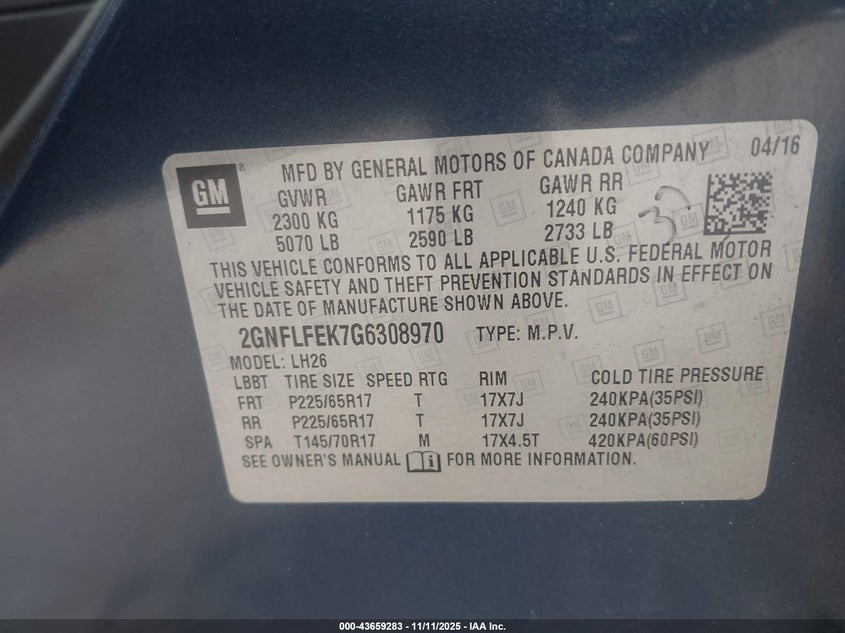 GM ®
MFD BY GENERAL MOTORS OF CANADA COMPANY 04/16
GVWR GAWR FRT GAWR RR
2300 KG 1175 KG 1240 KG
5070 LB 2590 LB 2733 LB
32
THIS VEHICLE CONFORMS TO ALL APPLICABLE U.S. FEDERAL MOTOR
VEHICLE SAFETY AND THEFT PREVENTION STANDARDS IN EFFECT ON
THE DATE OF MANUFACTURE SHOWN ABOVE.
2GNFLFEK7G6308970 TYPE: M.P.V.
MODEL: LH26
LBBT TIRE SIZE SPEED RTG RIM COLD TIRE PRESSURE
FRT P225/65R17 T 17X7J 240KPA(35PSI)
RR P225/65R17 T 17X7J 240KPA(35PSI)
SPA T145/70R17 M 17X4.5T 420KPA(60PSI)
SEE OWNER'S MANUAL FOR MORE INFORMATION.
000-43659283 - 11/11/2025 - IAA Inc.